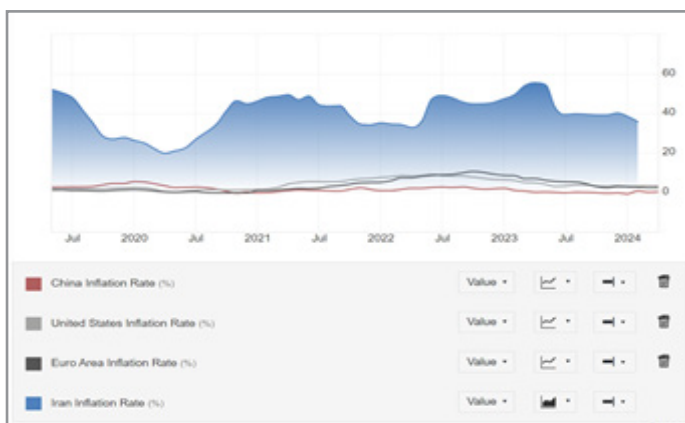 60
40
20
0
Jul 2020 Jul 2021 Jul 2022 Jul 2023 Jul 2024
China Inflation Rate (%) Value
United States Inflation Rate (%) Value
Euro Area Inflation Rate (%) Value
Iran Inflation Rate (%) Value